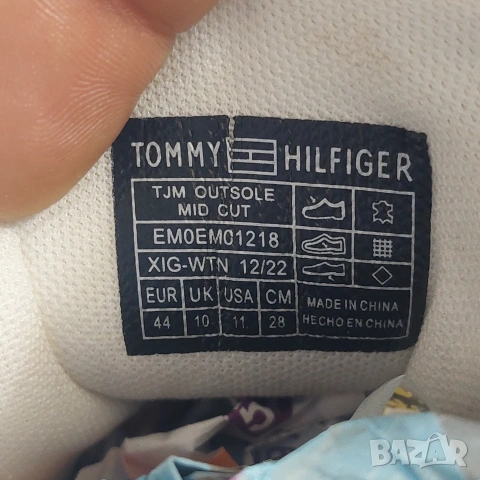 TOMMY HILFIGER
TJM OUTSOLE
MID CUT
EM0EM01218
XIG-WTN 12/22
EUR UK USA CM
44 10 11 28
MADE IN CHINA
HECHO EN CHINA
BAZAR